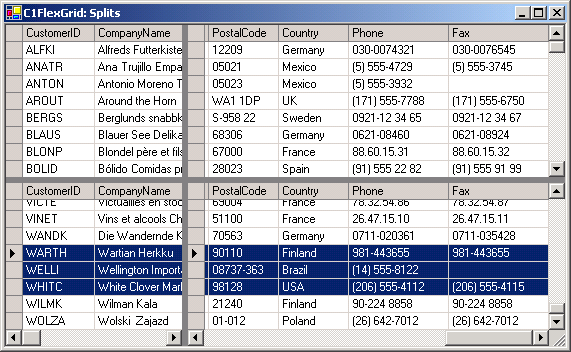 C1FlexGrid: Splits
CustomerID CompanyName PostalCode Country Phone Fax
ALFKI Alfreds Futterkiste 12209 Germany 030-0074321 030-0076545
ANATR Ana Trujillo Empa 05021 Mexico (5) 555-4729 (5) 555-3745
ANTON Antonio Moreno T 05023 Mexico (5) 555-3932
AROUT Around the Horn WA1 1DP UK (171) 555-7788 (171) 555-6750
BERGS Berglunds snabbk S-958 22 Sweden 0921-12 34 65 0921-12 34 67
BLAUS Blauer See Delika 68306 Germany 0621-08460 0621-08924
BLONP Blondel père et fils 67000 France 88.60.15.31 88.60.15.32
BOLID Bólido Comidas p 28023 Spain (91) 555 22 82 (91) 555 91 99
CustomerID CompanyName PostalCode Country Phone Fax
VICTE Victuailles en stoc 69004 France 78.32.54.86 78.32.54.87
VINET Vins et alcools Ch 51100 France 26.47.15.10 26.47.15.11
WANDK Die Wandernde K 70563 Germany 0711-020361 0711-035428
WARTH Wartian Herkku 90110 Finland 981-443655 981-443655
WELLI Wellington Importa 08737-363 Brazil (14) 555-8122
WHITC White Clover Mark 98128 USA (206) 555-4112 (206) 555-4115
WILMK Wilman Kala 21240 Finland 90-224 8858 90-224 8858
WOLZA Wolski Zajazd 01-012 Poland (26) 642-7012 (26) 642-7012